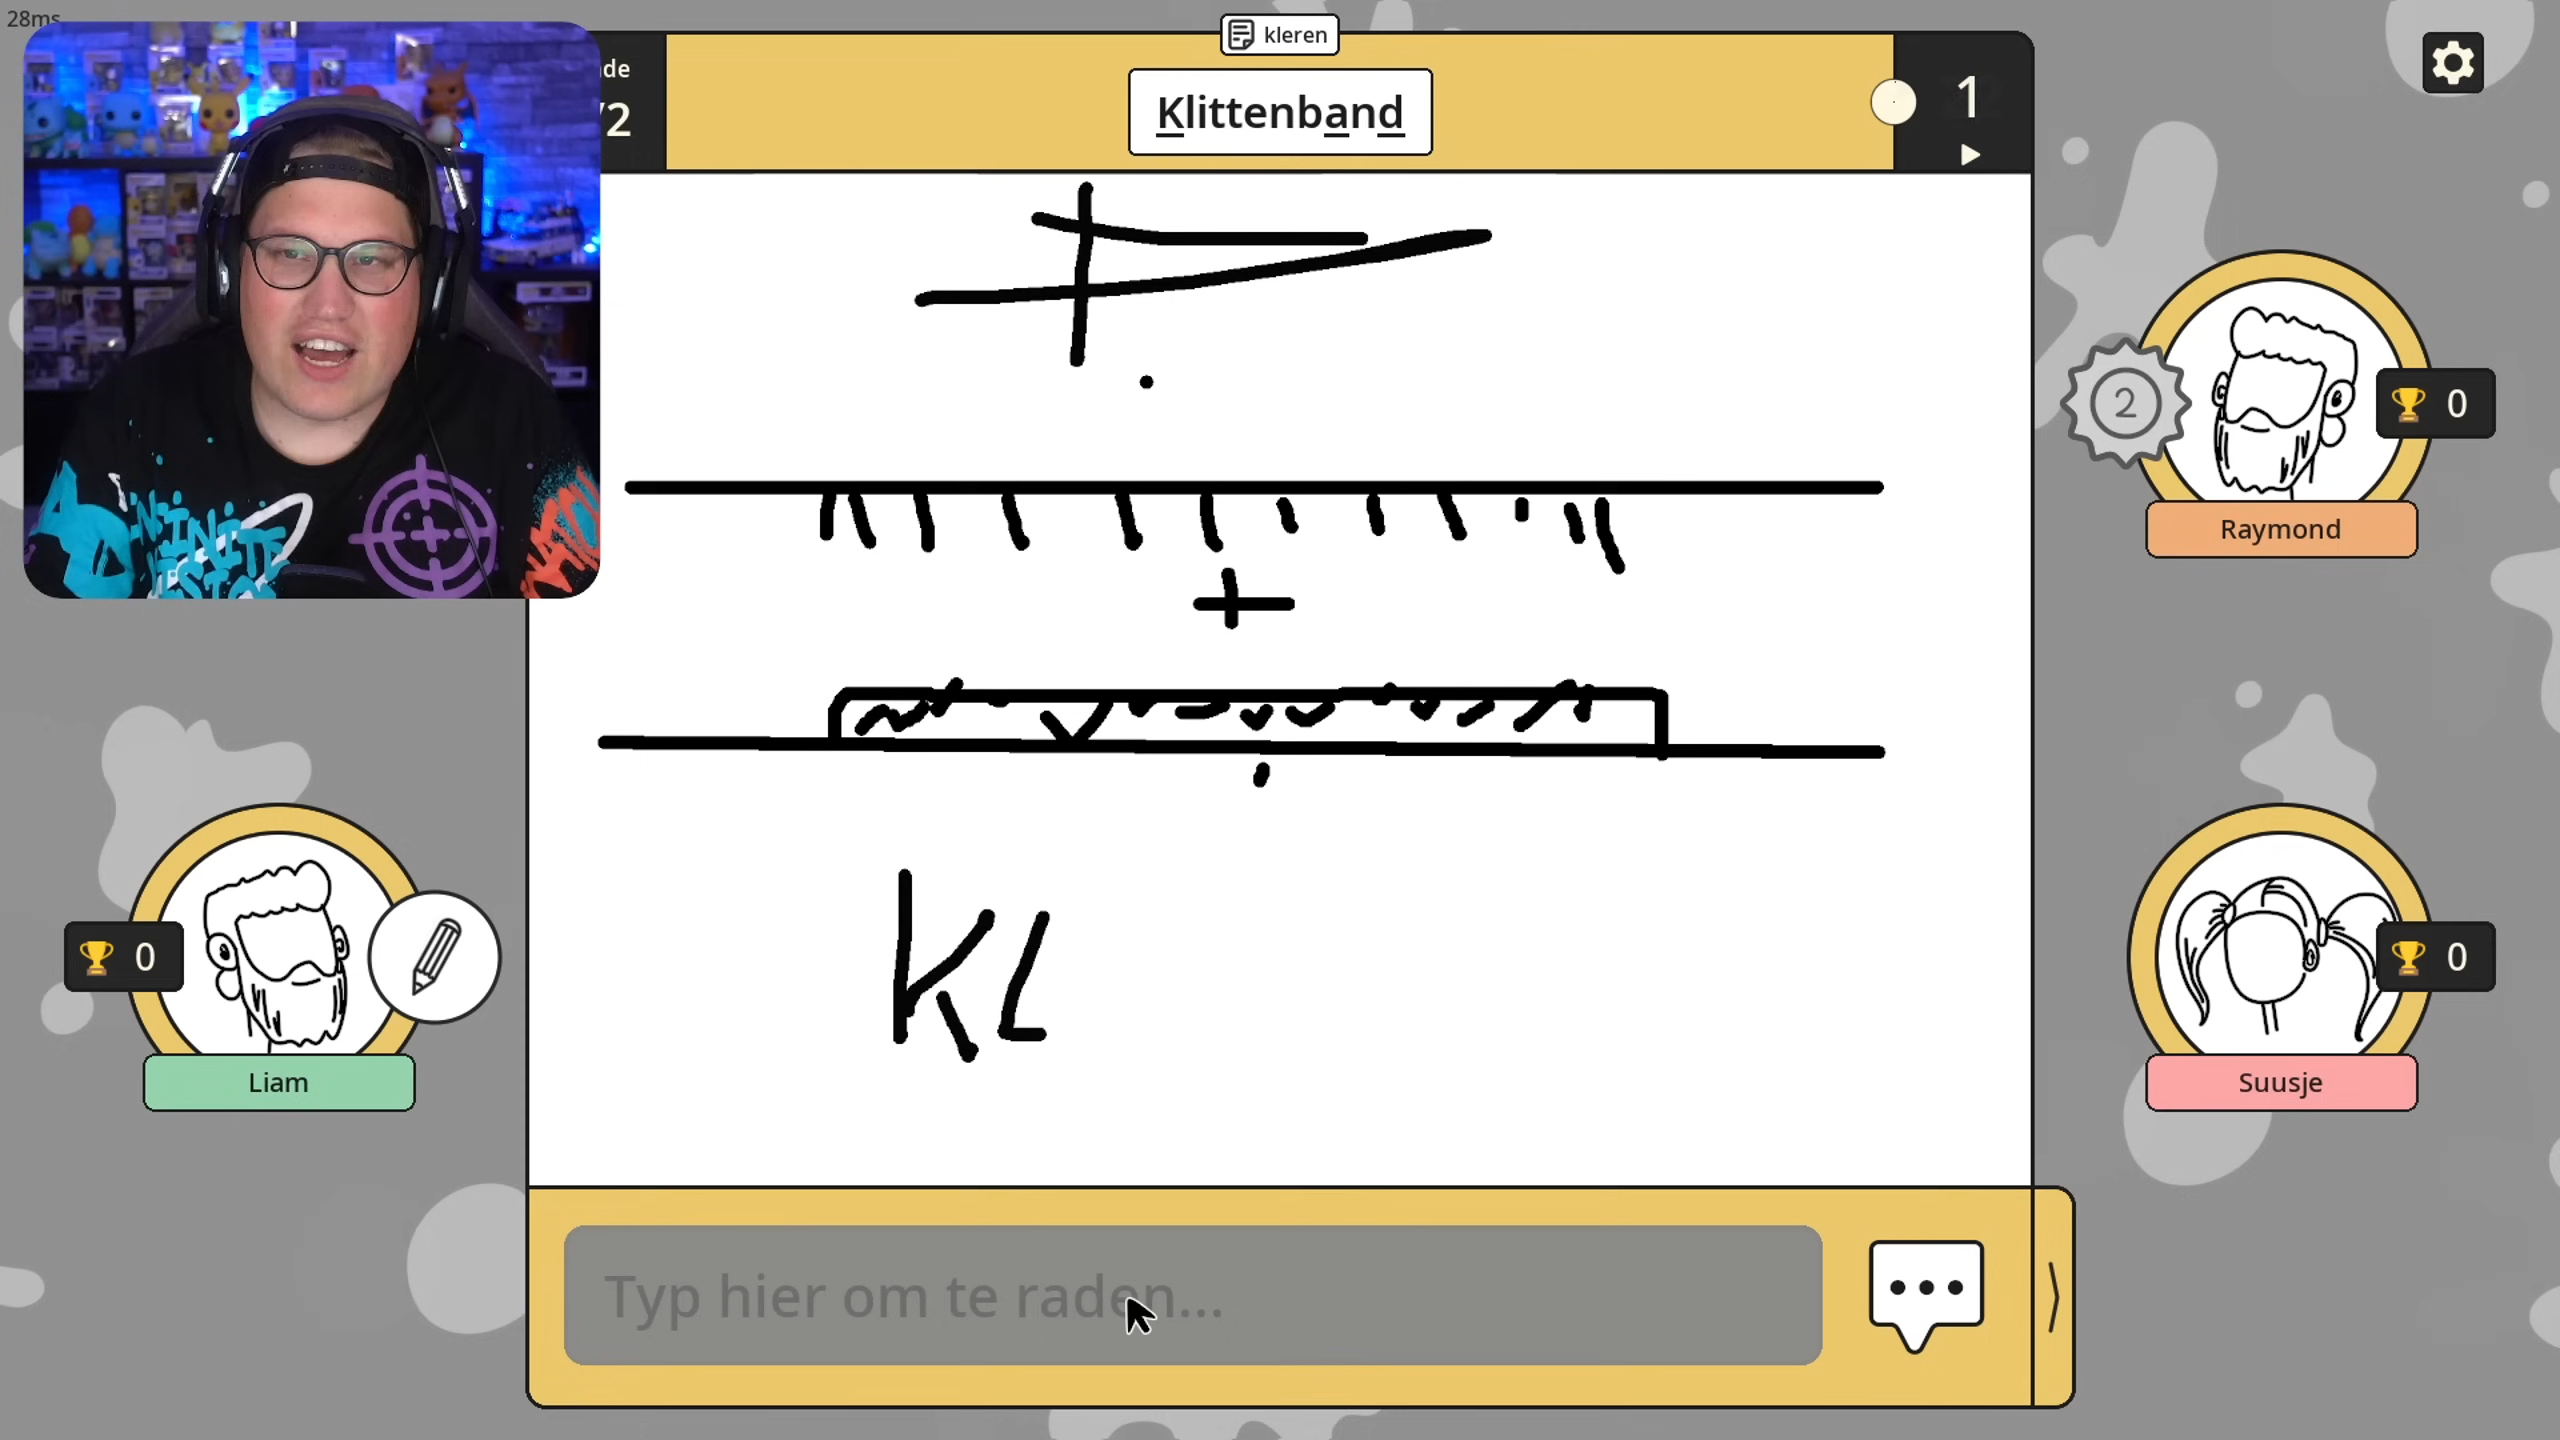 28ms
kleren
de
/2
Klittenband
1
2
0
Raymond
KL
0
Liam
0
Suusje
Typ hier om te raden...